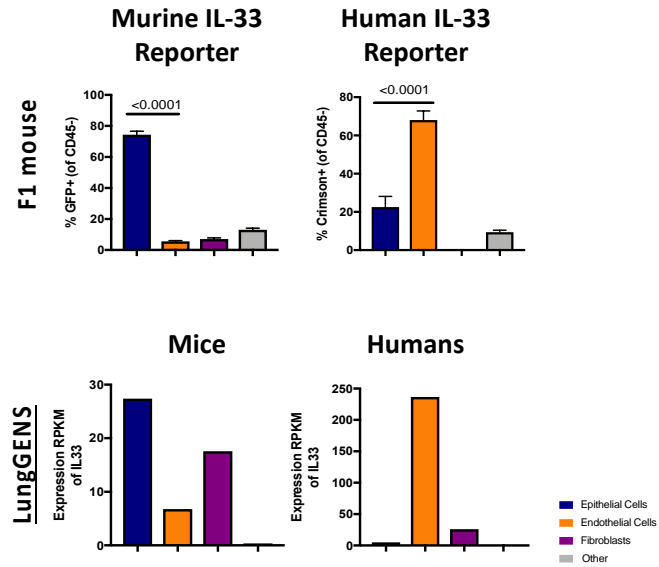 Murine IL-33
Reporter
Human IL-33
Reporter
F1 mouse
% GFP+ (of CD45-)
100
80
60
40
20
0
<0.0001
% Crimson+ (of CD45-)
80
60
40
20
0
<0.0001
Mice
Humans
LungGENS
Expression RPKM
of IL33
30
20
10
0
Expression RPKM
of IL33
250
200
150
100
50
0
Epithelial Cells
Endothelial Cells
Fibroblasts
Other